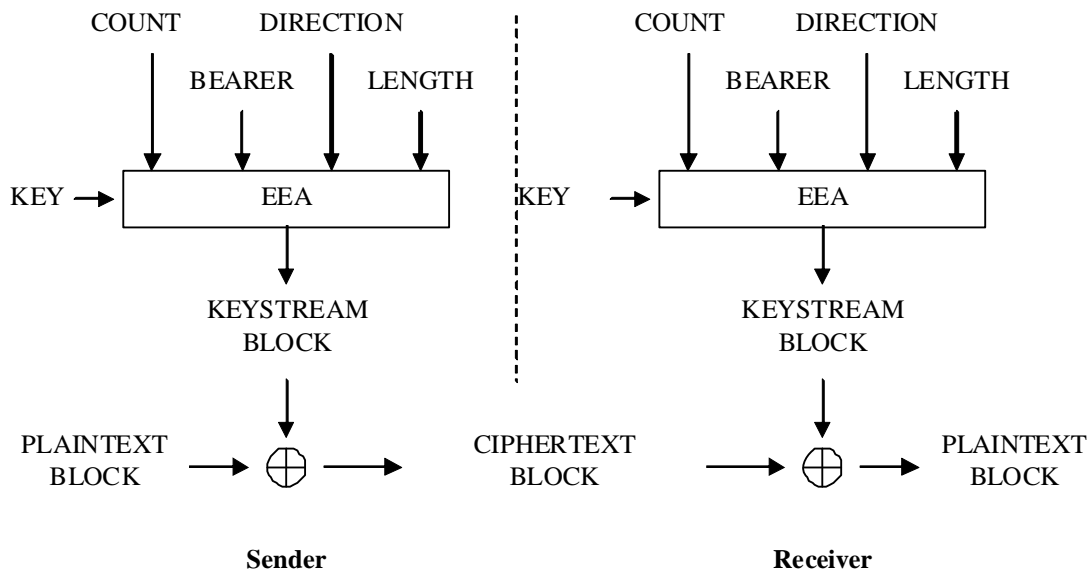 COUNT DIRECTION
BEARER LENGTH
KEY
EEA
KEYSTREAM
BLOCK
PLAINTEXT
BLOCK
CIPHERTEXT
BLOCK
Sender
COUNT DIRECTION
BEARER LENGTH
KEY
EEA
KEYSTREAM
BLOCK
PLAINTEXT
BLOCK
Receiver